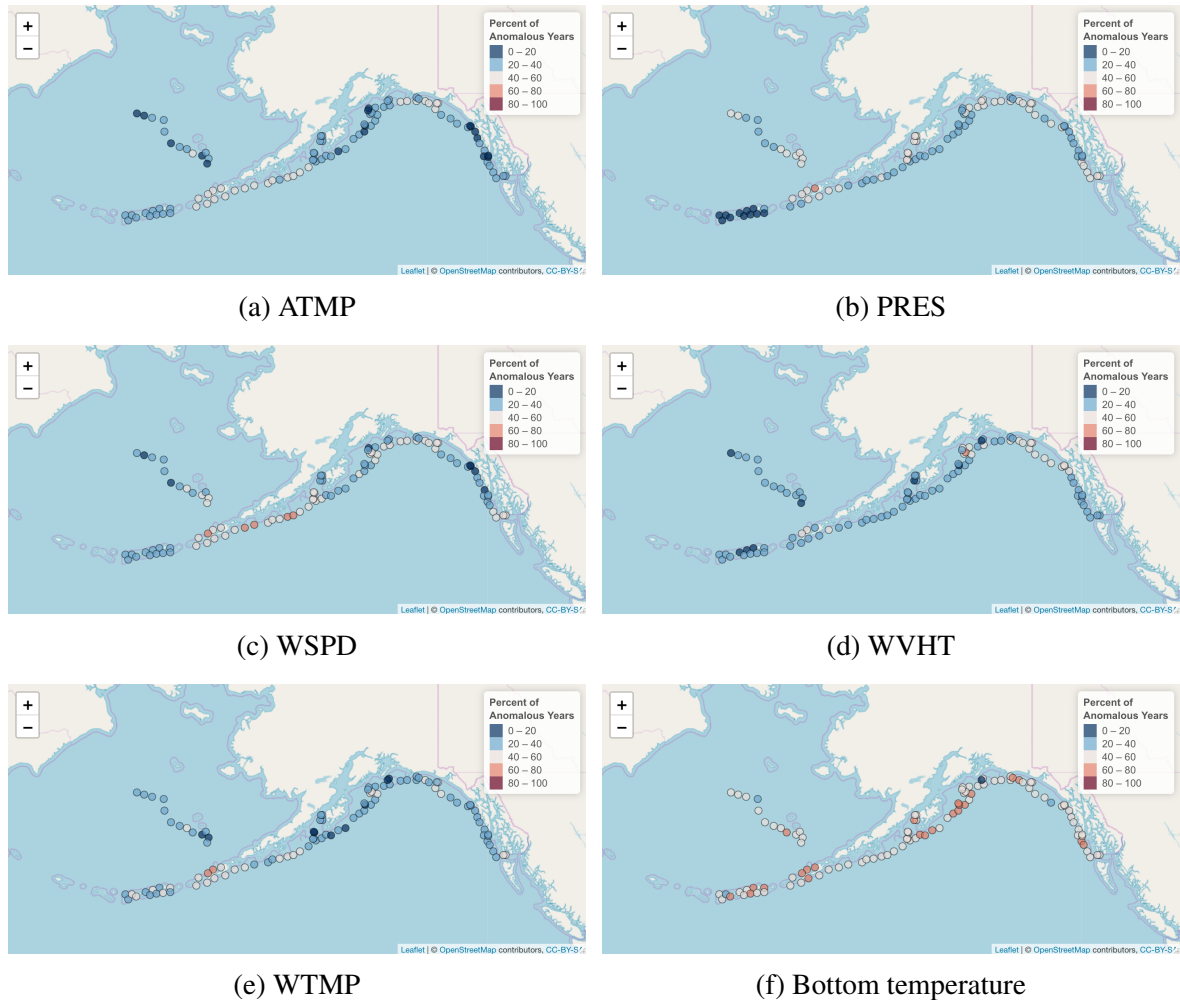 +
−
Percent of
Anomalous Years
0 – 20
20 – 40
40 – 60
60 – 80
80 – 100
Leaflet | © OpenStreetMap contributors, CC-BY-S
(a) ATMP
+
−
Percent of
Anomalous Years
0 – 20
20 – 40
40 – 60
60 – 80
80 – 100
Leaflet | © OpenStreetMap contributors, CC-BY-S
(b) PRES
+
−
Percent of
Anomalous Years
0 – 20
20 – 40
40 – 60
60 – 80
80 – 100
Leaflet | © OpenStreetMap contributors, CC-BY-S
(c) WSPD
+
−
Percent of
Anomalous Years
0 – 20
20 – 40
40 – 60
60 – 80
80 – 100
Leaflet | © OpenStreetMap contributors, CC-BY-S
(d) WVHT
+
−
Percent of
Anomalous Years
0 – 20
20 – 40
40 – 60
60 – 80
80 – 100
Leaflet | © OpenStreetMap contributors, CC-BY-S
(e) WTMP
+
−
Percent of
Anomalous Years
0 – 20
20 – 40
40 – 60
60 – 80
80 – 100
Leaflet | © OpenStreetMap contributors, CC-BY-S
(f) Bottom temperature